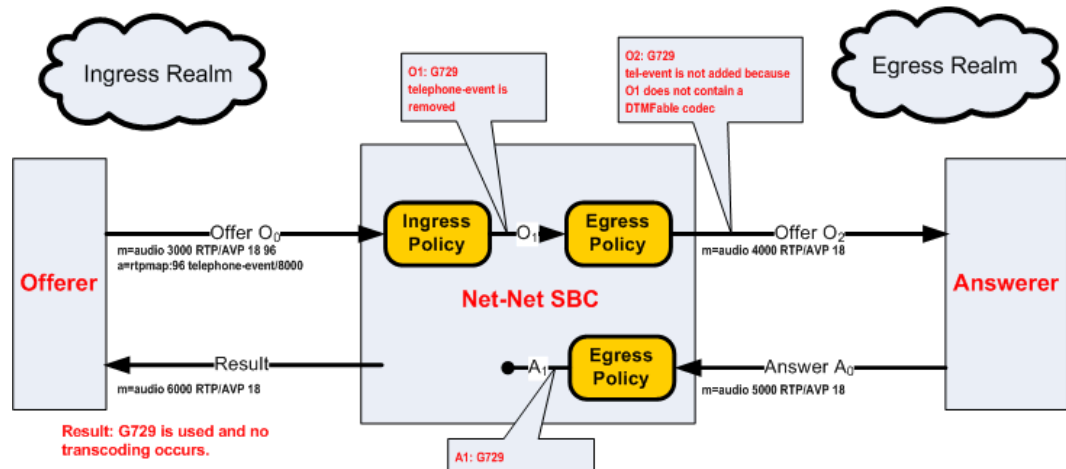 Ingress Realm
Egress Realm
O1: G729
telephone-event is
removed
O2: G729
tel-event is not added because
O1 does not contain a
DTMFable codec
Offerer
Offer O0
m=audio 3000 RTP/AVP 18 96
a=rtpmap:96 telephone-event/8000
Ingress
Policy
O1
Egress
Policy
Offer O2
m=audio 4000 RTP/AVP 18
Net-Net SBC
Answerer
Result
m=audio 6000 RTP/AVP 18
A1
Egress
Policy
Answer A0
m=audio 5000 RTP/AVP 18
Result: G729 is used and no
transcoding occurs.
A1: G729